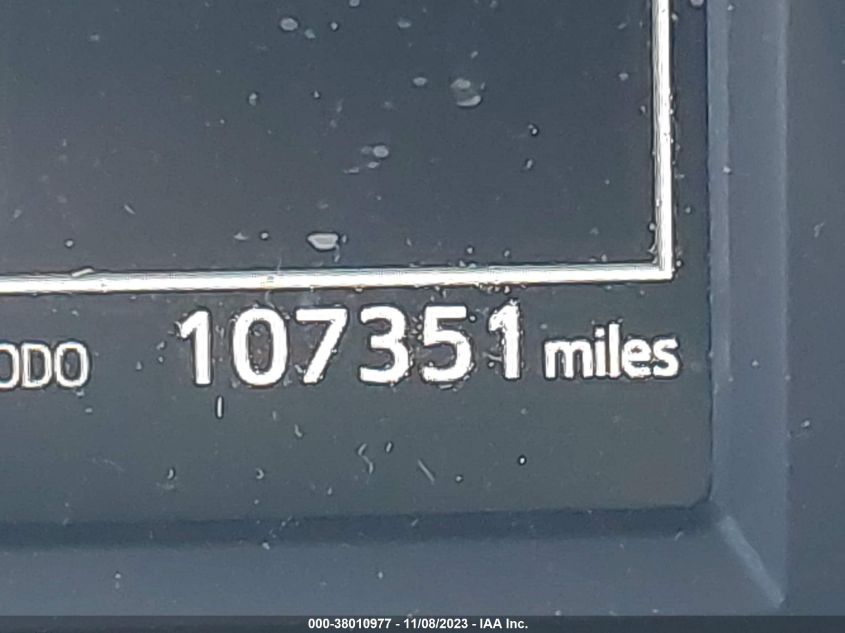 ODO 107351 miles
000-38010977 - 11/08/2023 - IAA Inc.